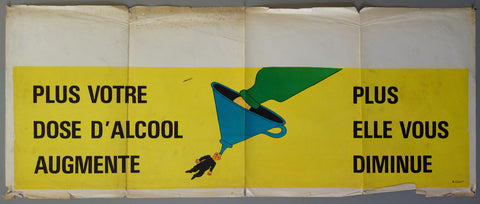 PLUS VOTRE
DOSE D'ALCOOL
AUGMENTE
PLUS
ELLE VOUS
DIMINUE